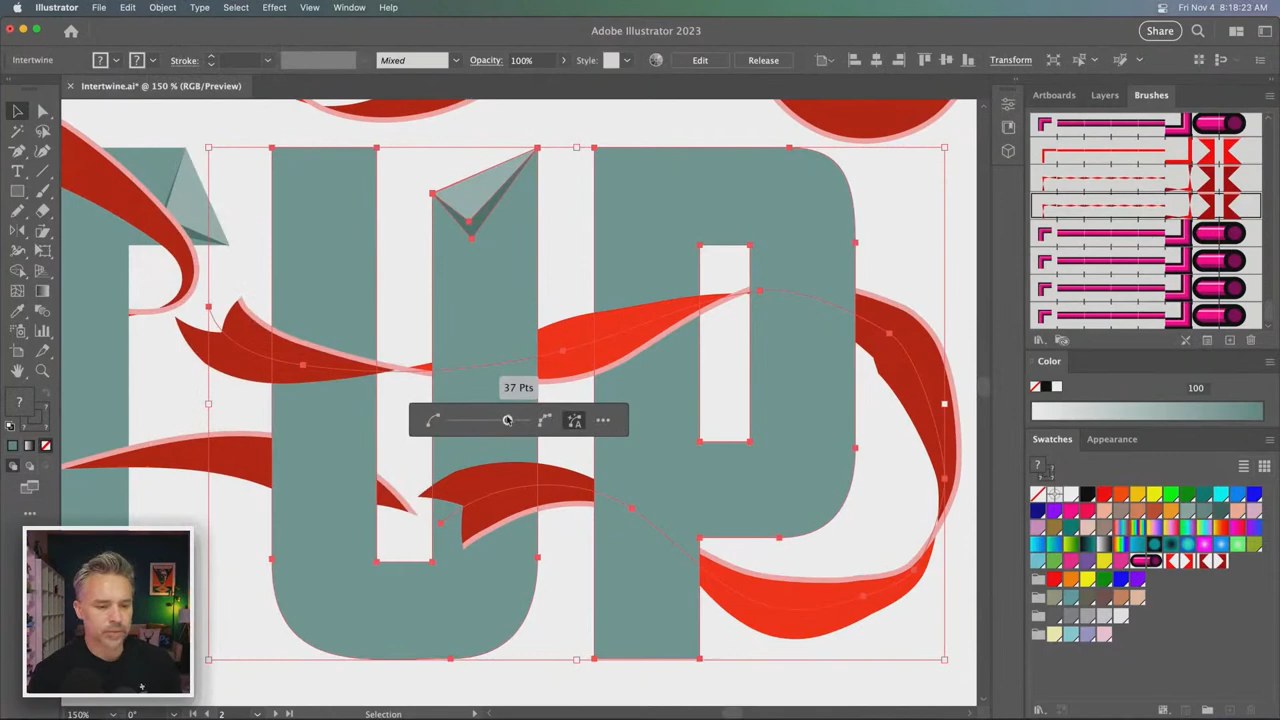 Illustrator File Edit Object Type Select Effect View Window Help Fri Nov 4 8:18:23 AM
Adobe Illustrator 2023 Share
Intertwine ? ? Stroke: Mixed Opacity: 100% Style: Edit Release Transform
× Intertwine.ai* @ 150 % (RGB/Preview) Artboards Layers Brushes
UP
37 Pts
A
Color
100
?
Swatches Appearance
?
150% 0° 2 Selection